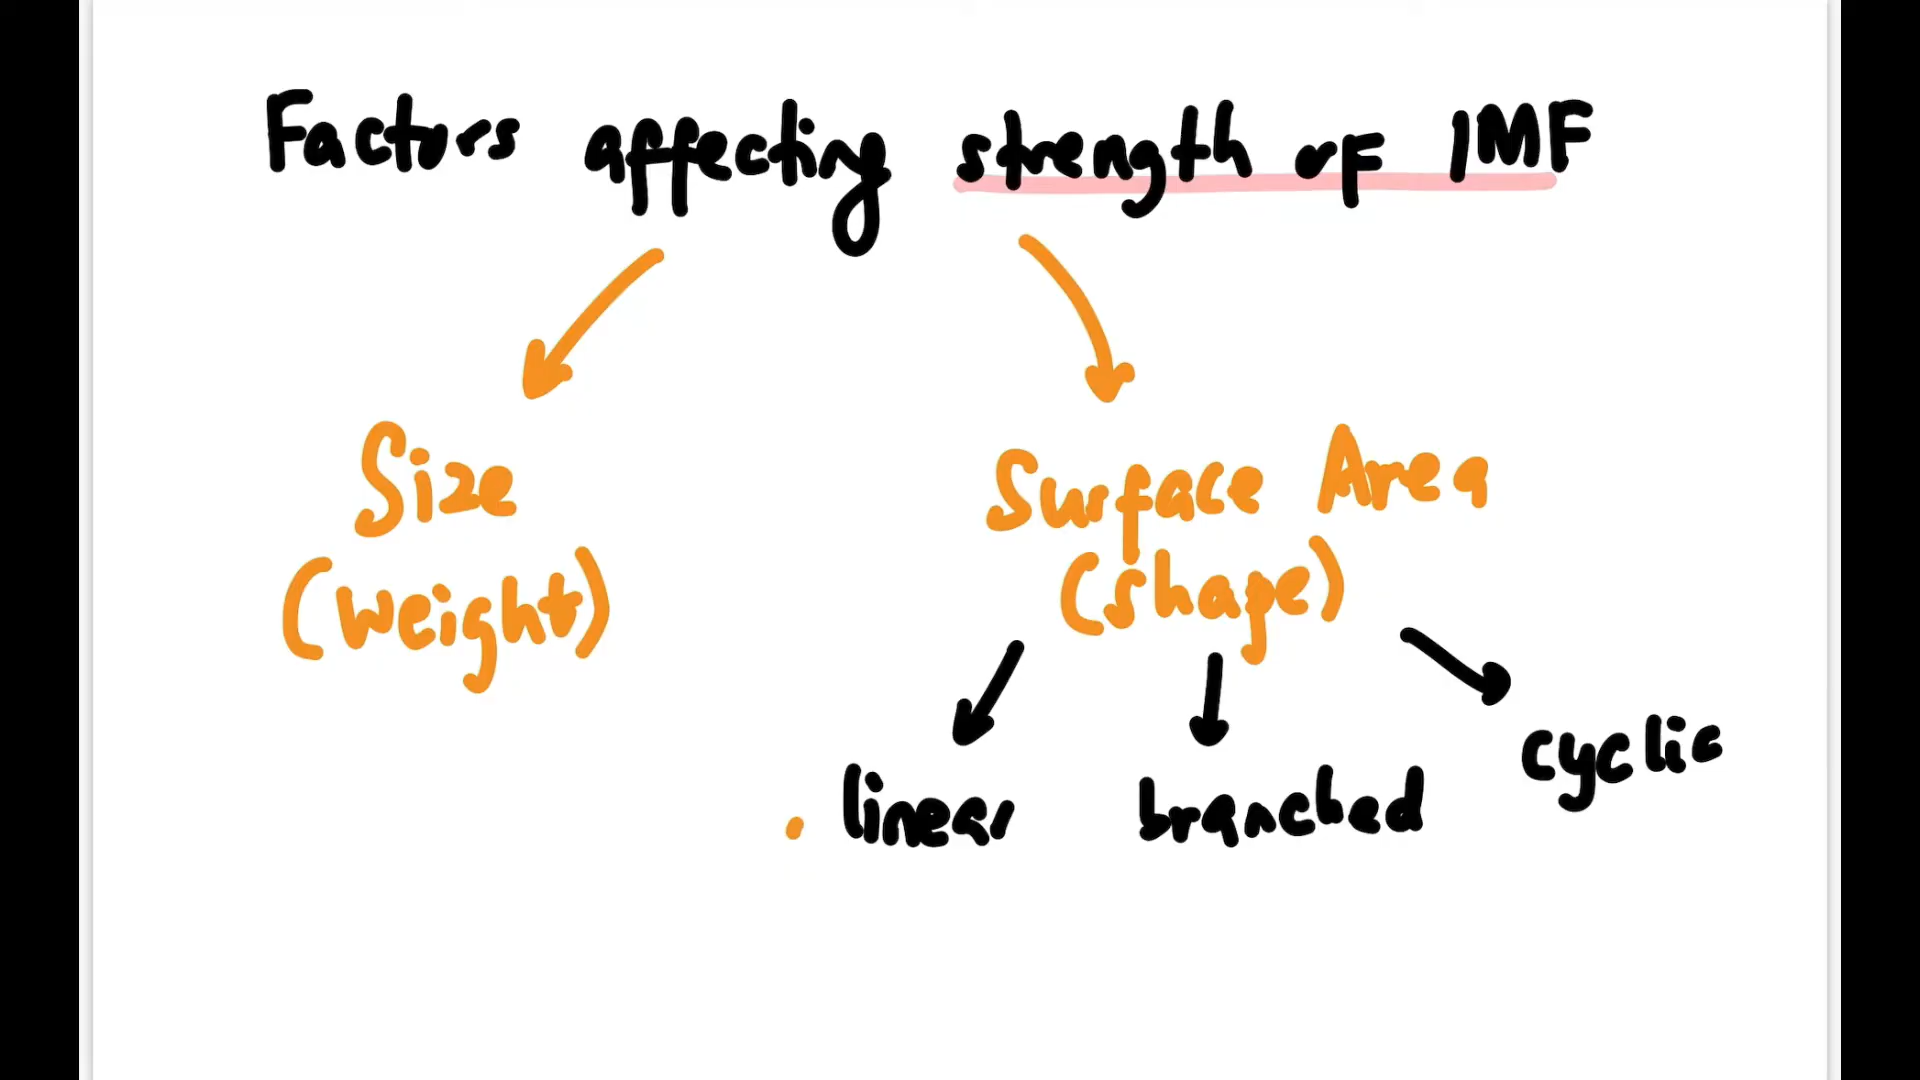 Factors affecting strength of IMF
Size
(weight)
Surface Area
(shape)
linear
branched
cyclic